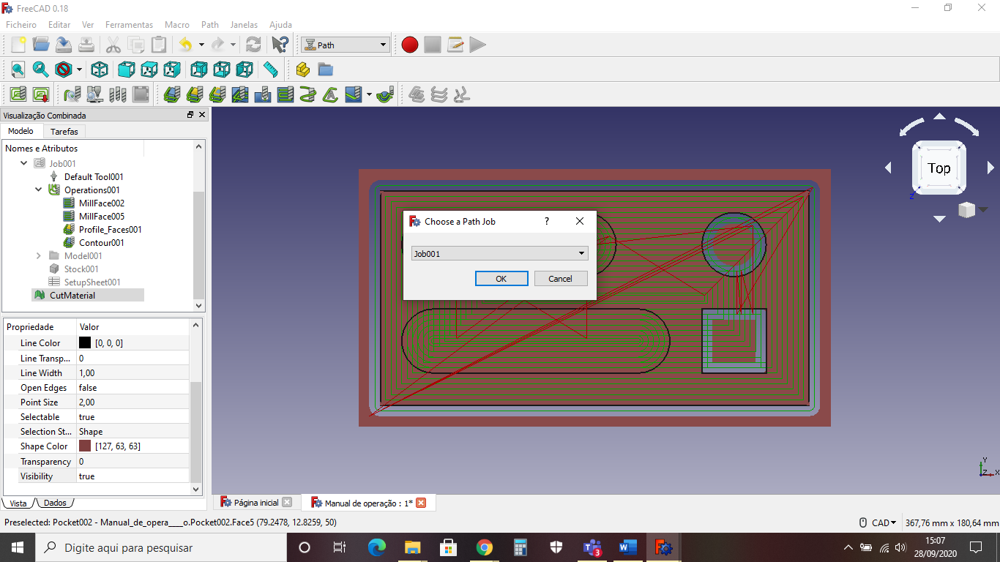 FreeCAD 0.18
Ficheiro Editar Ver Ferramentas Macro Path Janelas Ajuda
Path
Visualização Combinada
Modelo Tarefas
Nomes e Atributos
Job001
Default Tool001
Operations001
MillFace002
MillFace005
Profile_Faces001
Contour001
Model001
Stock001
SetupSheet001
CutMaterial
Propriedade Valor
Line Color [0, 0, 0]
Line Transp... 0
Line Width 1,00
Open Edges false
Point Size 2,00
Selectable true
Selection St... Shape
Shape Color [127, 63, 63]
Transparency 0
Visibility true
Vista Dados
Choose a Path Job ?
Job001
OK Cancel
Top
Z
Y
Z X
Página inicial Manual de operação : 1*
Preselected: Pocket002 - Manual_de_opera____o.Pocket002.Face5 (79.2478, 12.8259, 50) CAD 367,76 mm x 180,64 mm
Digite aqui para pesquisar
3
15:07
28/09/2020